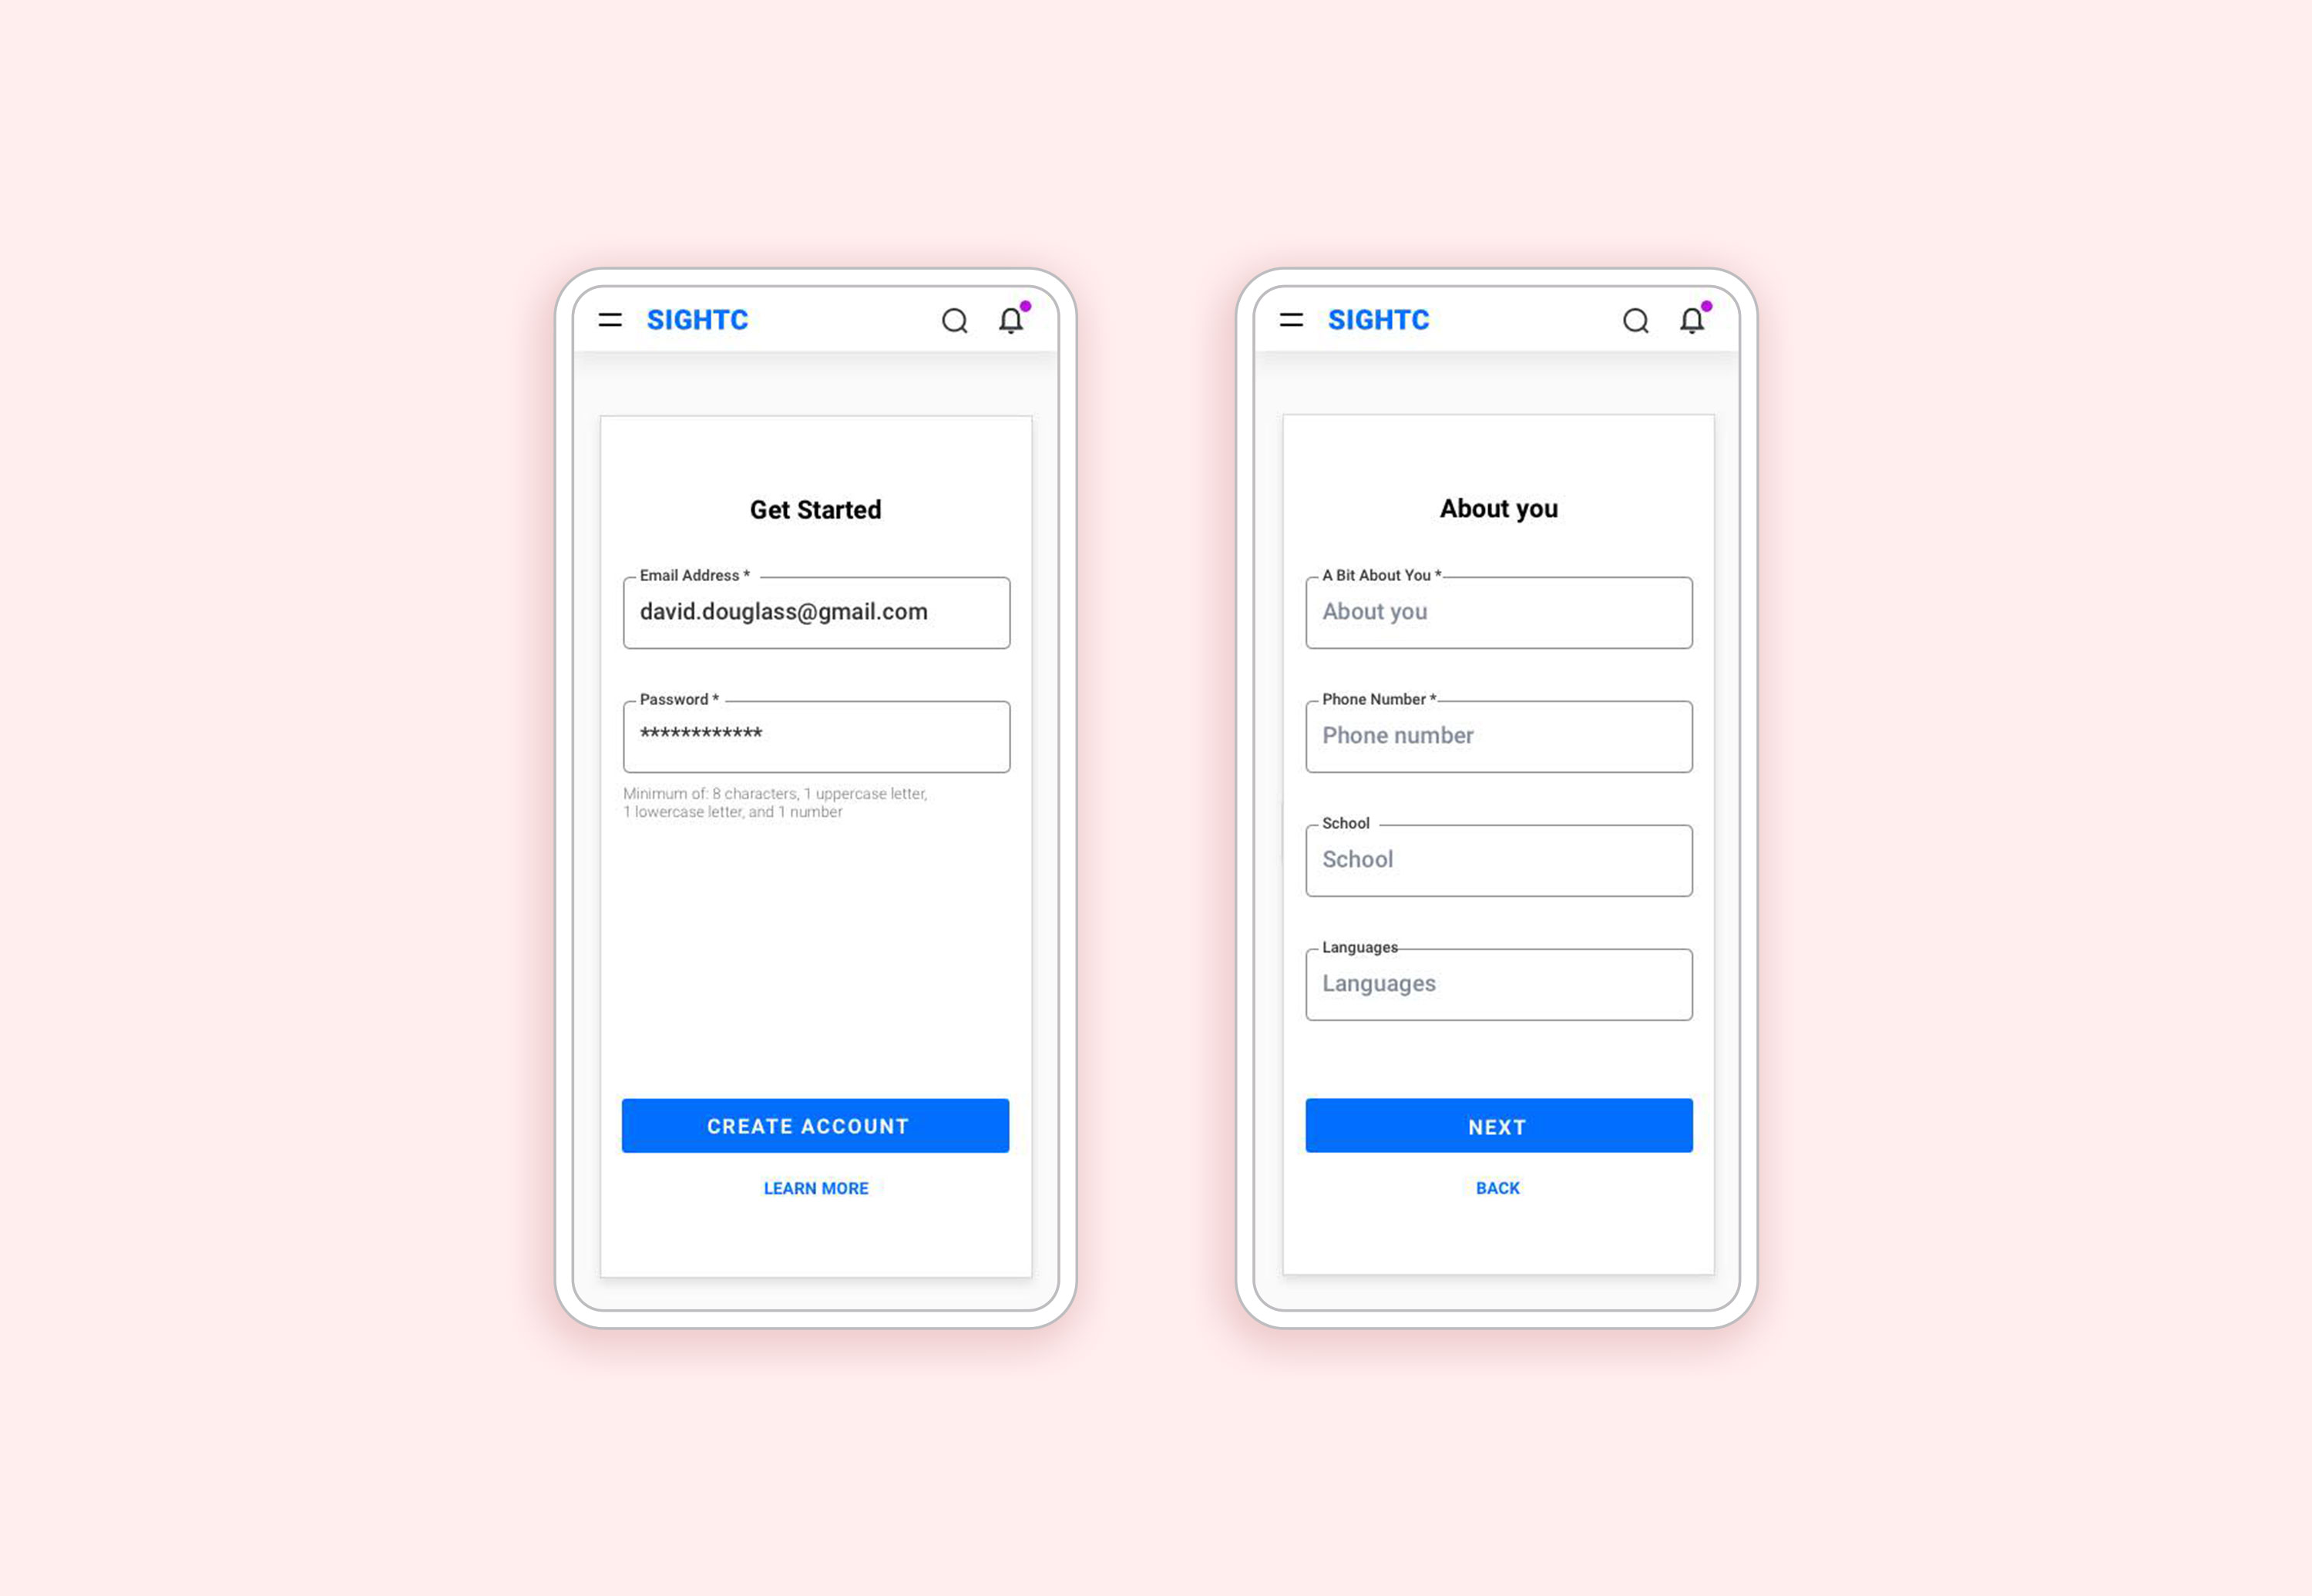 SIGHTC
Get Started
Email Address *
david.douglass@gmail.com
Password *
************
Minimum of: 8 characters, 1 uppercase letter,
1 lowercase letter, and 1 number
CREATE ACCOUNT
LEARN MORE
SIGHTC
About you
A Bit About You *
About you
Phone Number *
Phone number
School
School
Languages
Languages
NEXT
BACK